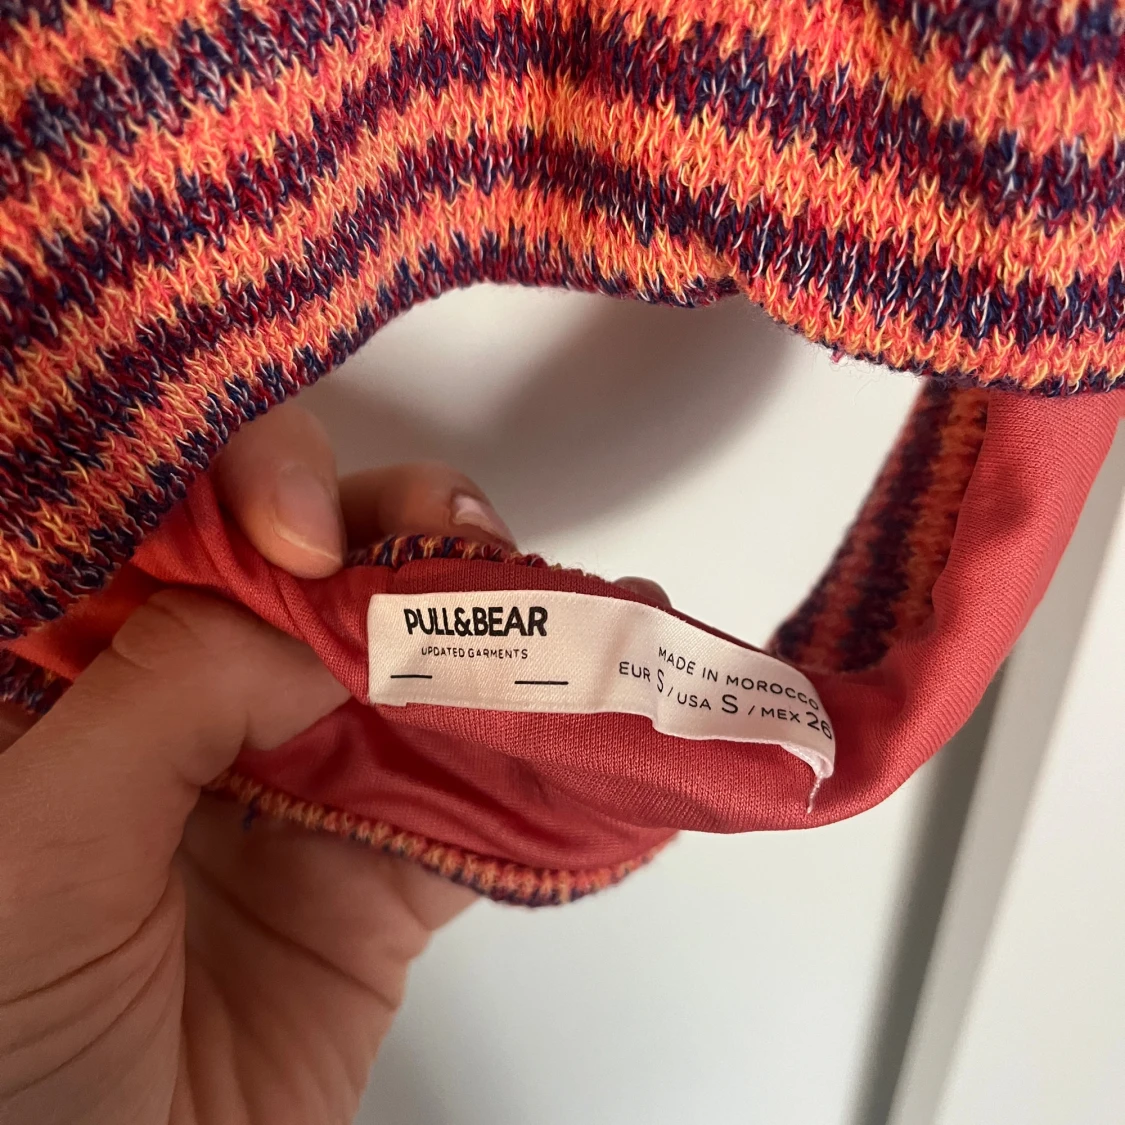 PULL&BEAR
UPDATED GARMENTS
MADE IN MOROCCO
EUR S / USA S / MEX 26